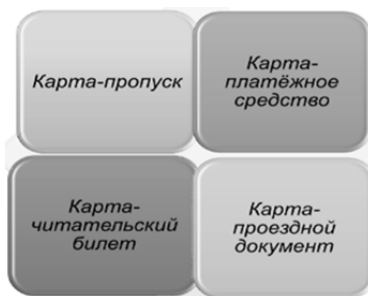 Карта-пропуск
Карта-
платёжное
средство
Карта-
читательский
билет
Карта-
проездной
документ